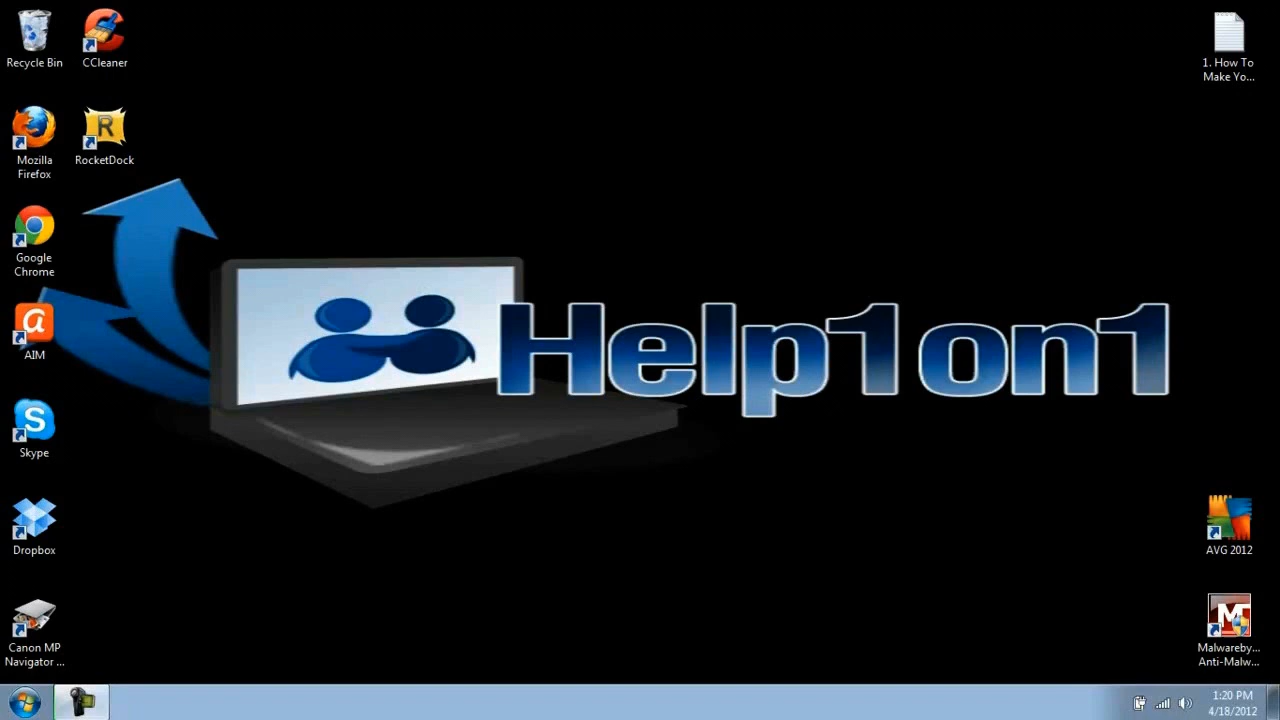 Recycle Bin
CCleaner
1. How To
Make Yo...
Mozilla
Firefox
RocketDock
Google
Chrome
AIM
Skype
Dropbox
Canon MP
Navigator ...
Help1on1
AVG 2012
Malwareby...
Anti-Malw...
1:20 PM
4/18/2012